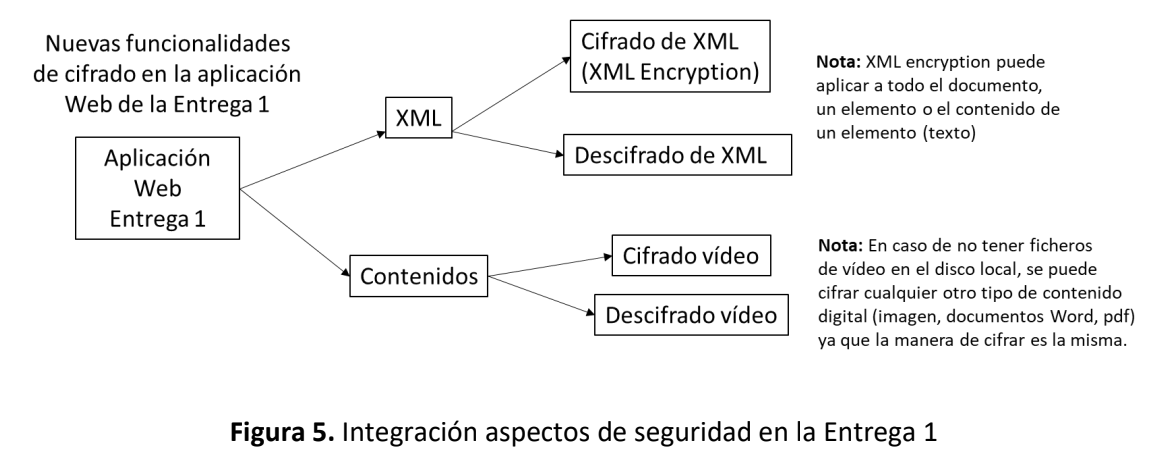 Nuevas funcionalidades
de cifrado en la aplicación
Web de la Entrega 1
Aplicación
Web
Entrega 1
XML
Cifrado de XML
(XML Encryption)
Descifrado de XML
Nota: XML encryption puede
aplicar a todo el documento,
un elemento o el contenido de
un elemento (texto)
Contenidos
Cifrado vídeo
Descifrado vídeo
Nota: En caso de no tener ficheros
de vídeo en el disco local, se puede
cifrar cualquier otro tipo de contenido
digital (imagen, documentos Word, pdf)
ya que la manera de cifrar es la misma.
Figura 5. Integración aspectos de seguridad en la Entrega 1